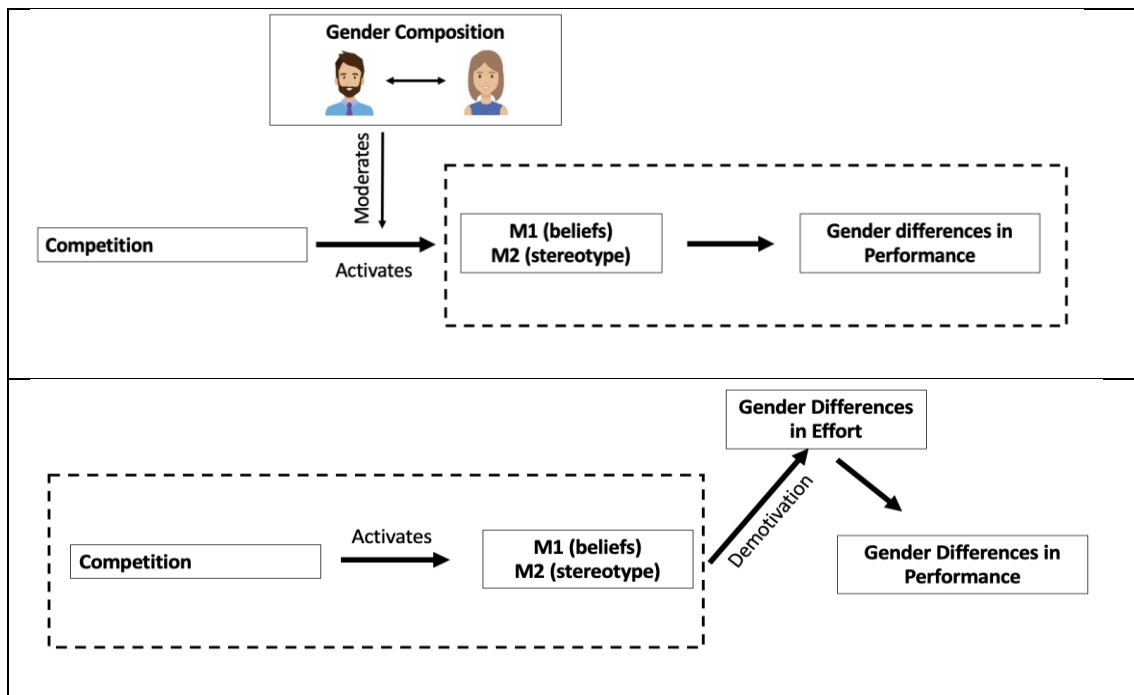 Gender Composition
Moderates
Competition
Activates
M1 (beliefs)
M2 (stereotype)
Gender differences in
Performance
Gender Differences
in Effort
Demotivation
Activates
Competition
M1 (beliefs)
M2 (stereotype)
Gender Differences in
Performance